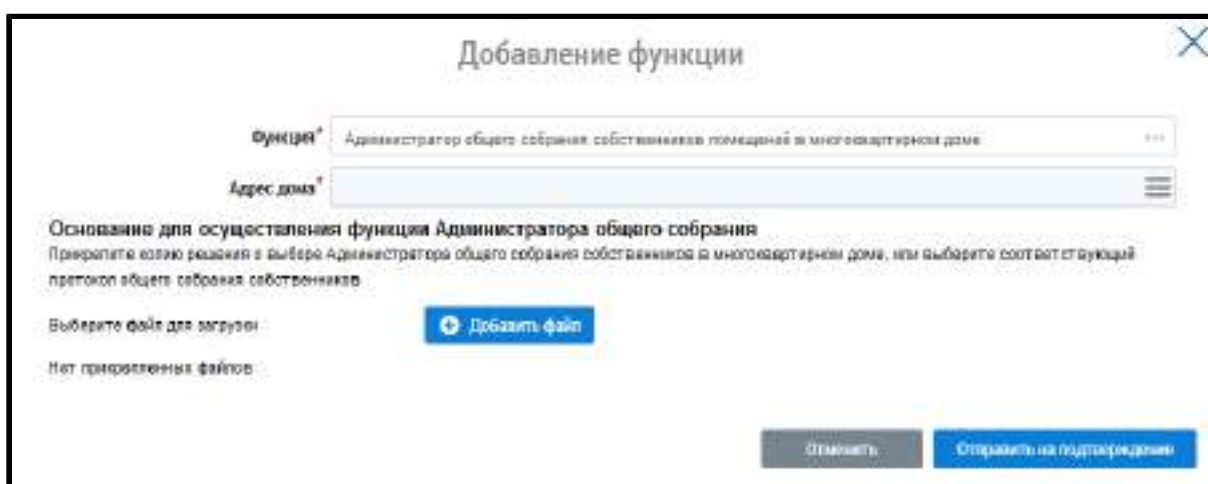 Добавление функции
Функция* Администратор общего собрания собственников помещений в многоквартирном доме
Адрес дома*
Основание для осуществления функции Администратора общего собрания
Прикрепите копию решения о выборе Администратора общего собрания собственников в многоквартирном доме, или выберите соответствующий
протокол общего собрания собственников
Выберите файл для загрузки Добавить файл
Нет прикрепленных файлов
Отменить Отправить на подтверждение